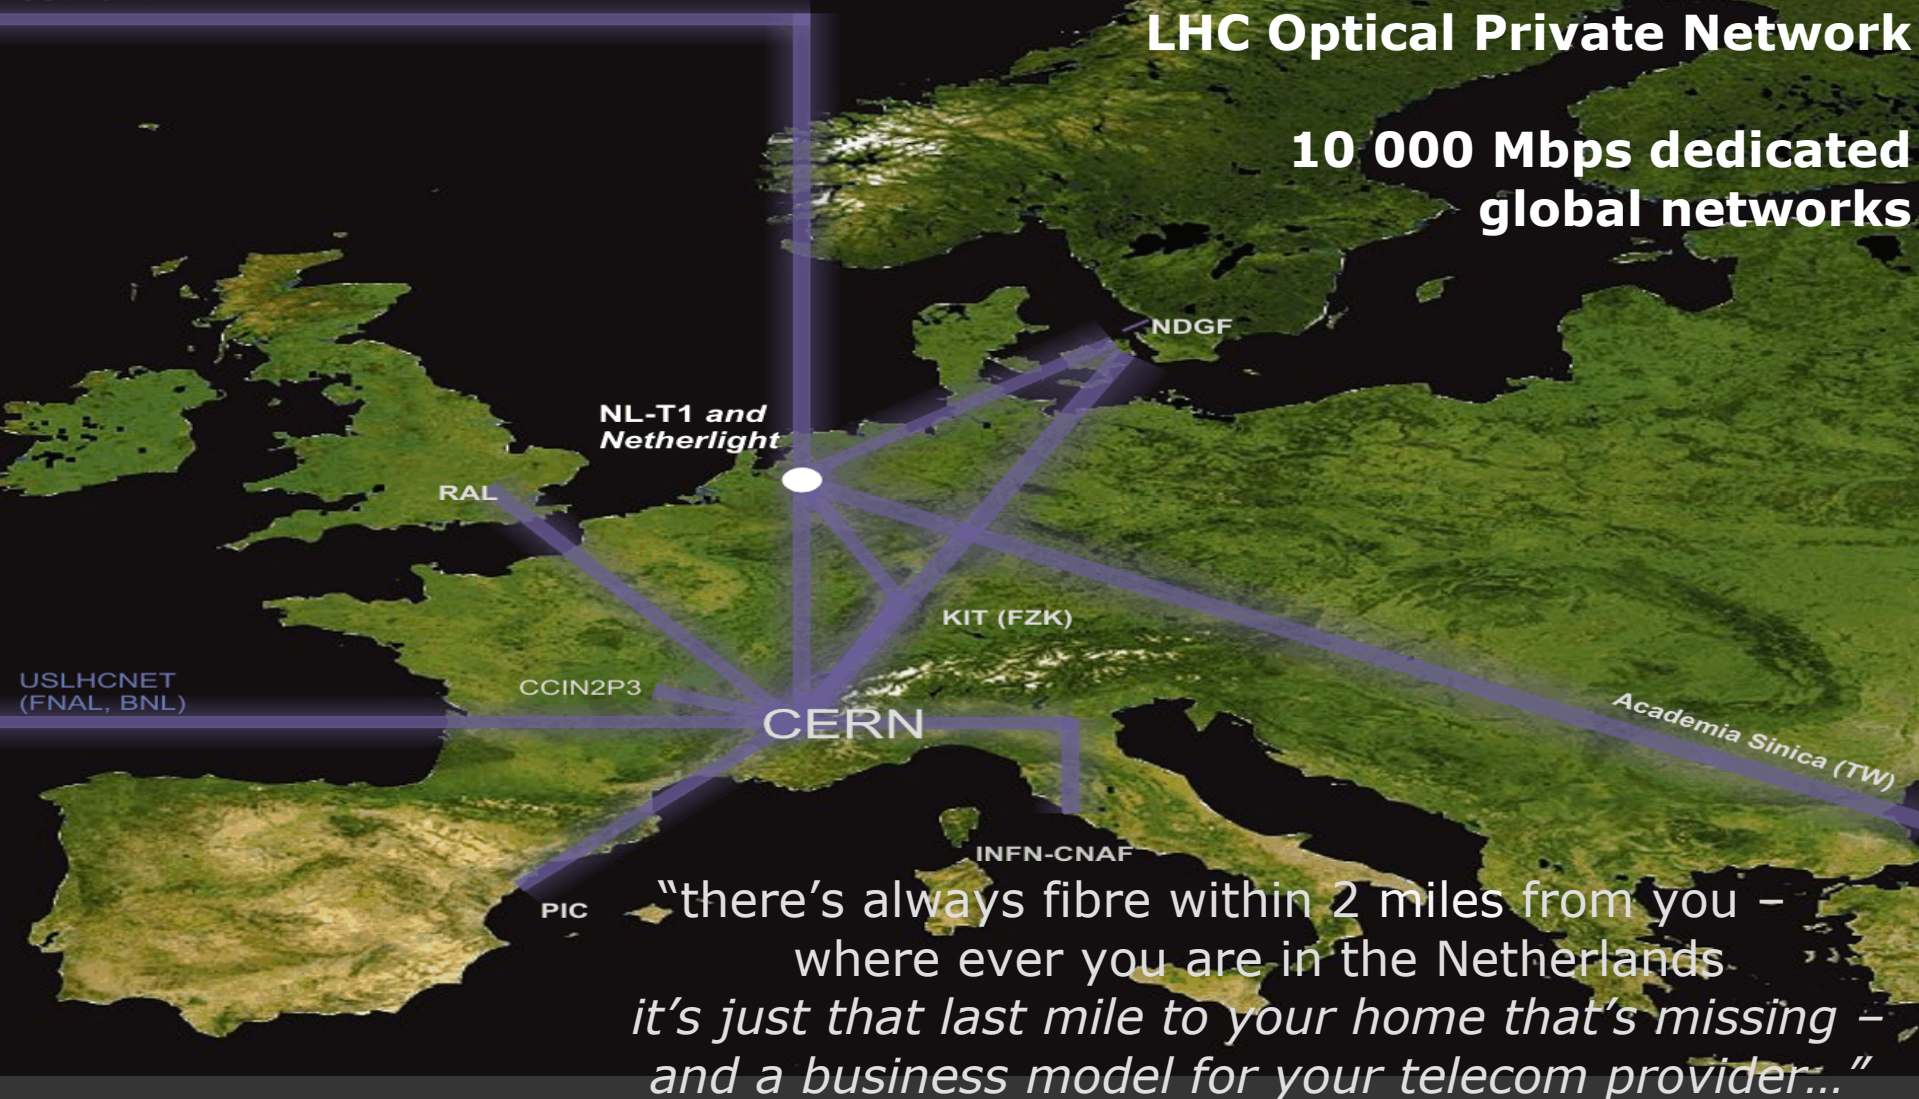 LHC Optical Private Network
10 000 Mbps dedicated
global networks
NDGF
NL-T1 and
Netherlight
RAL
KIT (FZK)
USLHCNET
(FNAL, BNL)
CCIN2P3
CERN
Academia Sinica (TW)
INFN-CNAF
PIC
“there’s always fibre within 2 miles from you –
where ever you are in the Netherlands
it’s just that last mile to your home that’s missing –
and a business model for your telecom provider…”